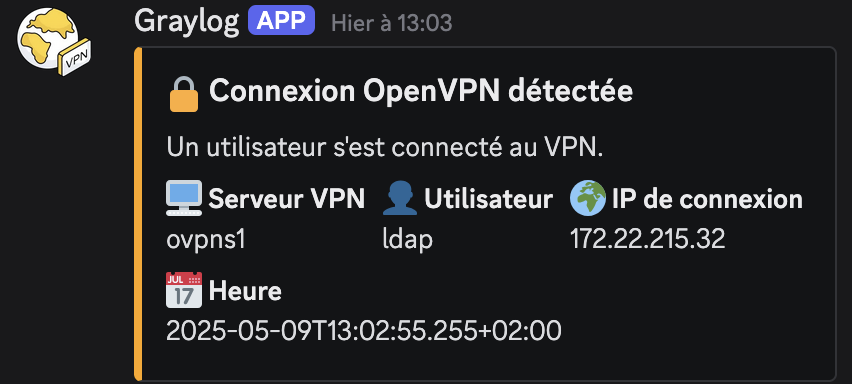 Graylog APP Hier à 13:03
VPN
Connexion OpenVPN détectée
Un utilisateur s'est connecté au VPN.
Serveur VPN Utilisateur IP de connexion
ovpns1 ldap 172.22.215.32
JUL 17 Heure
2025-05-09T13:02:55.255+02:00